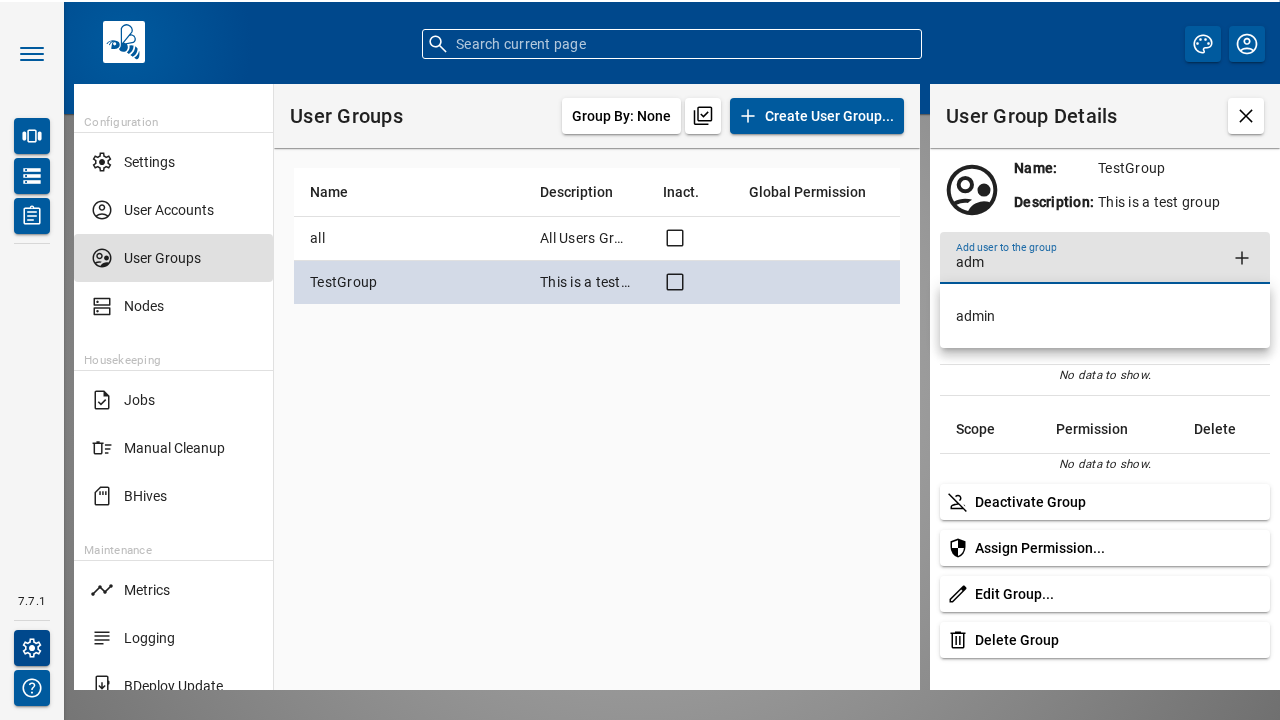 Search current page
Configuration
Settings
User Accounts
User Groups
Nodes
Housekeeping
Jobs
Manual Cleanup
BHives
Maintenance
Metrics
Logging
BDeploy Update
7.7.1
User Groups
Group By: None
Create User Group...
Name Description Inact. Global Permission
all All Users Gr...
TestGroup This is a test...
User Group Details
Name: TestGroup
Description: This is a test group
Add user to the group
adm
admin
No data to show.
Scope Permission Delete
No data to show.
Deactivate Group
Assign Permission...
Edit Group...
Delete Group